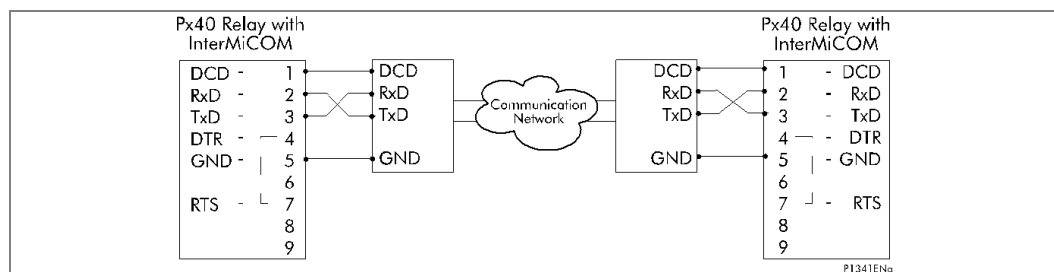 Px40 Relay with
InterMiCOM
DCD - 1
RxD - 2
TxD - 3
DTR - 4
GND - 5
6
RTS - 7
8
9
DCD
RxD
TxD
GND
Communication
Network
DCD
RxD
TxD
GND
Px40 Relay with
InterMiCOM
1 - DCD
2 - RxD
3 - TxD
4 - DTR
5 - GND
6
7 - RTS
8
9
P1341ENa